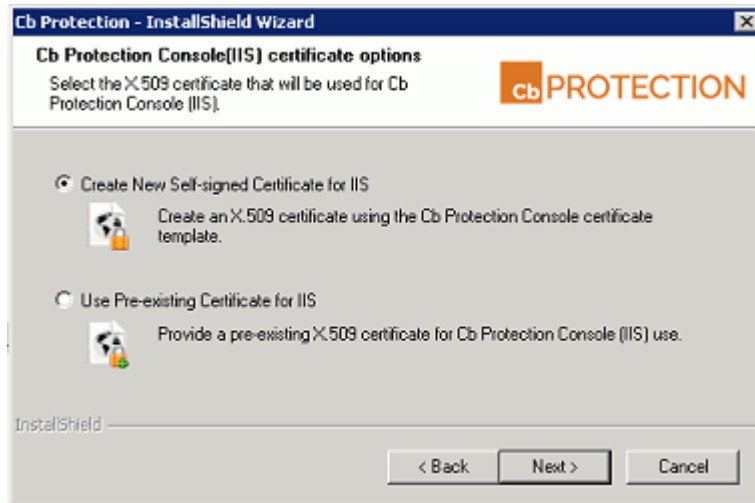 Cb Protection - InstallShield Wizard
Cb Protection Console(IIS) certificate options
Select the X.509 certificate that will be used for Cb
Protection Console (IIS).
Cb PROTECTION
Create New Self-signed Certificate for IIS
Create an X.509 certificate using the Cb Protection Console certificate
template.
Use Pre-existing Certificate for IIS
Provide a pre-existing X.509 certificate for Cb Protection Console (IIS) use.
InstallShield
< Back
Next >
Cancel